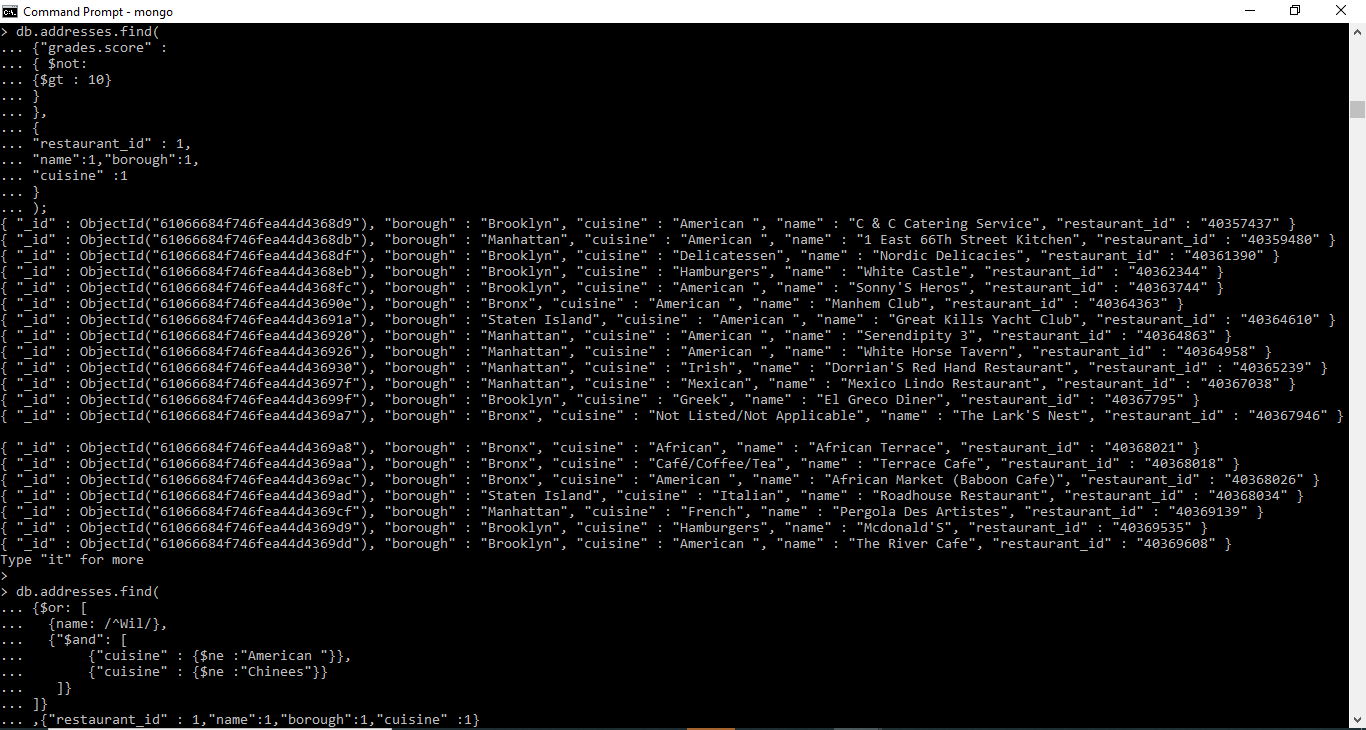 Command Prompt - mongo
> db.addresses.find(
... {"grades.score" :
... { $not:
... {$gt : 10}
... }
... },
... {
... "restaurant_id" : 1,
... "name":1,"borough":1,
... "cuisine" :1
... }
... );
{ "_id" : ObjectId("61066684f746fea44d4368d9"), "borough" : "Brooklyn", "cuisine" : "American ", "name" : "C & C Catering Service", "restaurant_id" : "40357437" }
{ "_id" : ObjectId("61066684f746fea44d4368db"), "borough" : "Manhattan", "cuisine" : "American ", "name" : "1 East 66Th Street Kitchen", "restaurant_id" : "40359480" }
{ "_id" : ObjectId("61066684f746fea44d4368df"), "borough" : "Brooklyn", "cuisine" : "Delicatessen", "name" : "Nordic Delicacies", "restaurant_id" : "40361390" }
{ "_id" : ObjectId("61066684f746fea44d4368eb"), "borough" : "Brooklyn", "cuisine" : "Hamburgers", "name" : "White Castle", "restaurant_id" : "40362344" }
{ "_id" : ObjectId("61066684f746fea44d4368fc"), "borough" : "Brooklyn", "cuisine" : "American ", "name" : "Sonny'S Heros", "restaurant_id" : "40363744" }
{ "_id" : ObjectId("61066684f746fea44d43690e"), "borough" : "Bronx", "cuisine" : "American ", "name" : "Manhem Club", "restaurant_id" : "40364363" }
{ "_id" : ObjectId("61066684f746fea44d43691a"), "borough" : "Staten Island", "cuisine" : "American ", "name" : "Great Kills Yacht Club", "restaurant_id" : "40364610" }
{ "_id" : ObjectId("61066684f746fea44d436920"), "borough" : "Manhattan", "cuisine" : "American ", "name" : "Serendipity 3", "restaurant_id" : "40364863" }
{ "_id" : ObjectId("61066684f746fea44d436926"), "borough" : "Manhattan", "cuisine" : "American ", "name" : "White Horse Tavern", "restaurant_id" : "40364958" }
{ "_id" : ObjectId("61066684f746fea44d436930"), "borough" : "Manhattan", "cuisine" : "Irish", "name" : "Dorrian'S Red Hand Restaurant", "restaurant_id" : "40365239" }
{ "_id" : ObjectId("61066684f746fea44d43697f"), "borough" : "Manhattan", "cuisine" : "Mexican", "name" : "Mexico Lindo Restaurant", "restaurant_id" : "40367038" }
{ "_id" : ObjectId("61066684f746fea44d43699f"), "borough" : "Brooklyn", "cuisine" : "Greek", "name" : "El Greco Diner", "restaurant_id" : "40367795" }
{ "_id" : ObjectId("61066684f746fea44d4369a7"), "borough" : "Bronx", "cuisine" : "Not Listed/Not Applicable", "name" : "The Lark'S Nest", "restaurant_id" : "40367946" }
{ "_id" : ObjectId("61066684f746fea44d4369a8"), "borough" : "Bronx", "cuisine" : "African", "name" : "African Terrace", "restaurant_id" : "40368021" }
{ "_id" : ObjectId("61066684f746fea44d4369aa"), "borough" : "Bronx", "cuisine" : "Café/Coffee/Tea", "name" : "Terrace Cafe", "restaurant_id" : "40368018" }
{ "_id" : ObjectId("61066684f746fea44d4369ac"), "borough" : "Bronx", "cuisine" : "American ", "name" : "African Market (Baboon Cafe)", "restaurant_id" : "40368026" }
{ "_id" : ObjectId("61066684f746fea44d4369ad"), "borough" : "Staten Island", "cuisine" : "Italian", "name" : "Roadhouse Restaurant", "restaurant_id" : "40368034" }
{ "_id" : ObjectId("61066684f746fea44d4369cf"), "borough" : "Manhattan", "cuisine" : "French", "name" : "Pergola Des Artistes", "restaurant_id" : "40369139" }
{ "_id" : ObjectId("61066684f746fea44d4369d9"), "borough" : "Brooklyn", "cuisine" : "Hamburgers", "name" : "Mcdonald'S", "restaurant_id" : "40369535" }
{ "_id" : ObjectId("61066684f746fea44d4369dd"), "borough" : "Brooklyn", "cuisine" : "American ", "name" : "The River Cafe", "restaurant_id" : "40369608" }
Type "it" for more
>
> db.addresses.find(
... {$or: [
...   {name: /^Wil/},
...   {"$and": [
...        {"cuisine" : {$ne :"American "}},
...        {"cuisine" : {$ne :"Chinees"}}
...    ]}
... ]}
... ,{"restaurant_id" : 1,"name":1,"borough":1,"cuisine" :1}